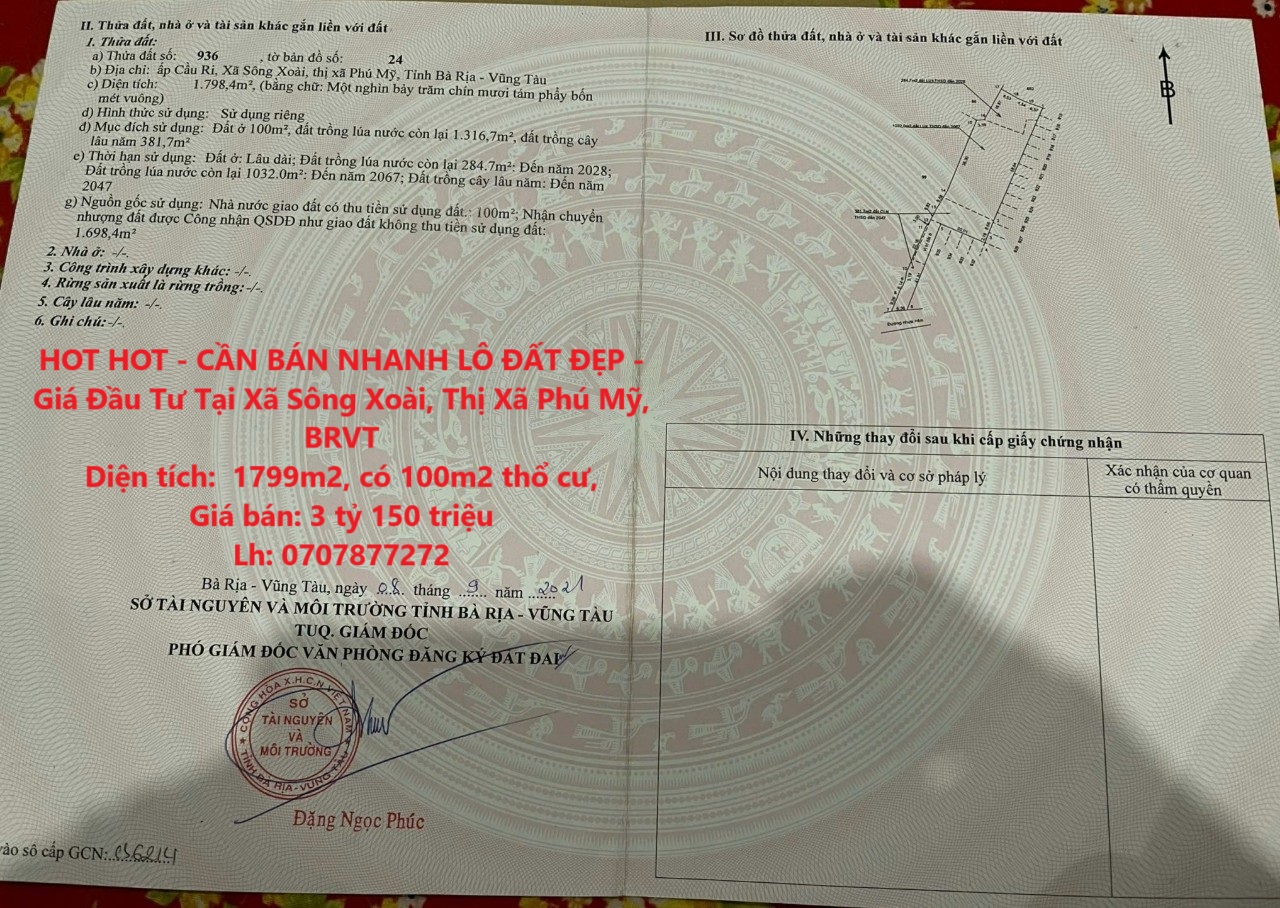 II. Thửa đất, nhà ở và tài sản khác gắn liền với đất
1. Thửa đất:
a) Thửa đất số: 936 , tờ bản đồ số: 24
b) Địa chỉ: ấp Cầu Ri, Xã Sông Xoài, thị xã Phú Mỹ, Tỉnh Bà Rịa - Vũng Tàu
c) Diện tích: 1.798,4m², (bằng chữ: Một nghìn bảy trăm chín mươi tám phẩy bốn
mét vuông)
d) Hình thức sử dụng: Sử dụng riêng
đ) Mục đích sử dụng: Đất ở 100m², đất trồng lúa nước còn lại 1.316,7m², đất trồng cây
lâu năm 381,7m²
e) Thời hạn sử dụng: Đất ở: Lâu dài; Đất trồng lúa nước còn lại 284.7m²: Đến năm 2028;
Đất trồng lúa nước còn lại 1032.0m²: Đến năm 2067; Đất trồng cây lâu năm: Đến năm
2047
g) Nguồn gốc sử dụng: Nhà nước giao đất có thu tiền sử dụng đất.: 100m²; Nhận chuyển
nhượng đất được Công nhận QSDĐ như giao đất không thu tiền sử dụng đất:
1.698,4m²
2. Nhà ở: -/-.
3. Công trình xây dựng khác: -/-.
4. Rừng sản xuất là rừng trồng: -/-.
5. Cây lâu năm: -/-.
6. Ghi chú: -/-.
HOT HOT - CẦN BÁN NHANH LÔ ĐẤT ĐẸP -
Giá Đầu Tư Tại Xã Sông Xoài, Thị Xã Phú Mỹ,
BRVT
Diện tích: 1799m2, có 100m2 thổ cư,
Giá bán: 3 tỷ 150 triệu
Lh: 0707877272
Bà Rịa - Vũng Tàu, ngày 08 tháng 9 năm 2021
SỞ TÀI NGUYÊN VÀ MÔI TRƯỜNG TỈNH BÀ RỊA - VŨNG TÀU
TUQ. GIÁM ĐỐC
PHÓ GIÁM ĐỐC VĂN PHÒNG ĐĂNG KÝ ĐẤT ĐAI
CỘNG HÒA X.H.C.N VIỆT NAM
SỞ
TÀI NGUYÊN
VÀ
MÔI TRƯỜNG
TỈNH BÀ RỊA-VŨNG TÀU
Đặng Ngọc Phúc
vào sổ cấp GCN: 056214
III. Sơ đồ thửa đất, nhà ở và tài sản khác gắn liền với đất
B
IV. Những thay đổi sau khi cấp giấy chứng nhận
Nội dung thay đổi và cơ sở pháp lý
Xác nhận của cơ quan
có thẩm quyền